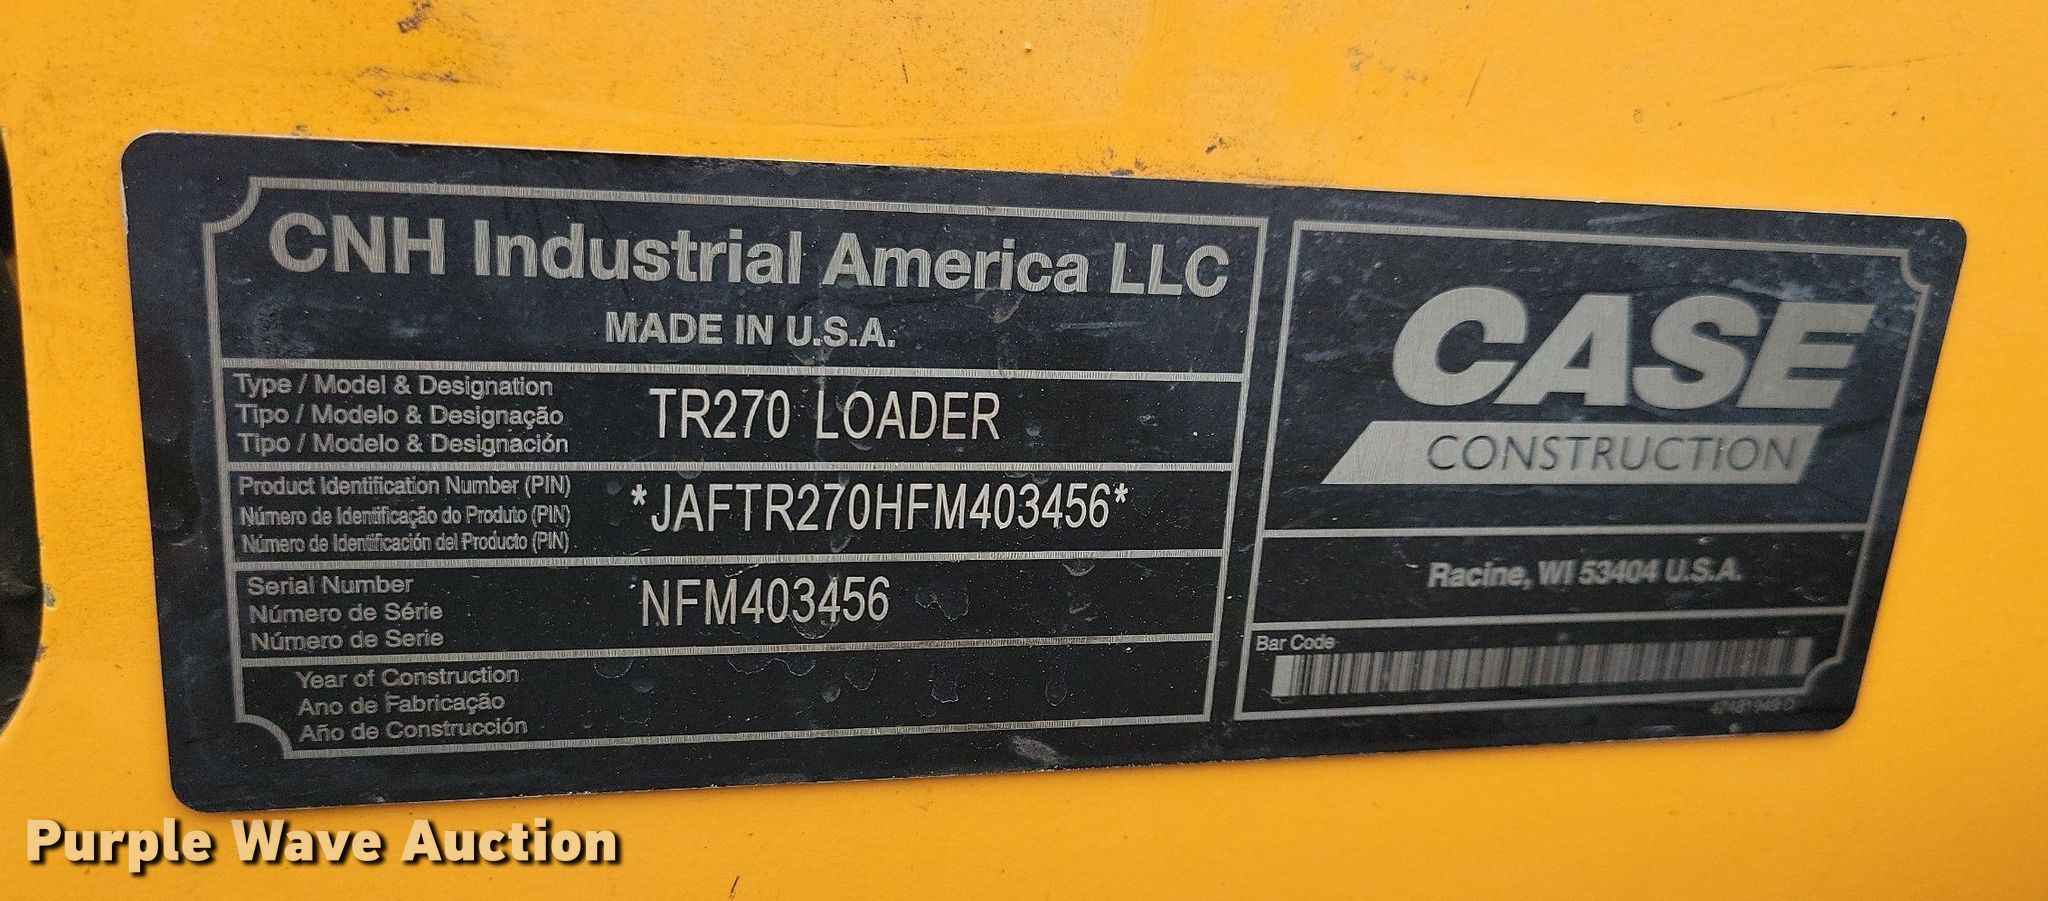 CNH Industrial America LLC
MADE IN U.S.A.
Type / Model & Designation
Tipo / Modelo & Designação
Tipo / Modelo & Designación
TR270 LOADER
Product Identification Number (PIN)
Número de Identificação do Produto (PIN)
Número de Identificación del Producto (PIN)
*JAFTR270HFM403456*
Serial Number
Número de Série
Número de Serie
NFM403456
Year of Construction
Ano de Fabricação
Año de Construcción
CASE
CONSTRUCTION
Racine, WI 53404 U.S.A.
Bar Code
Purple Wave Auction